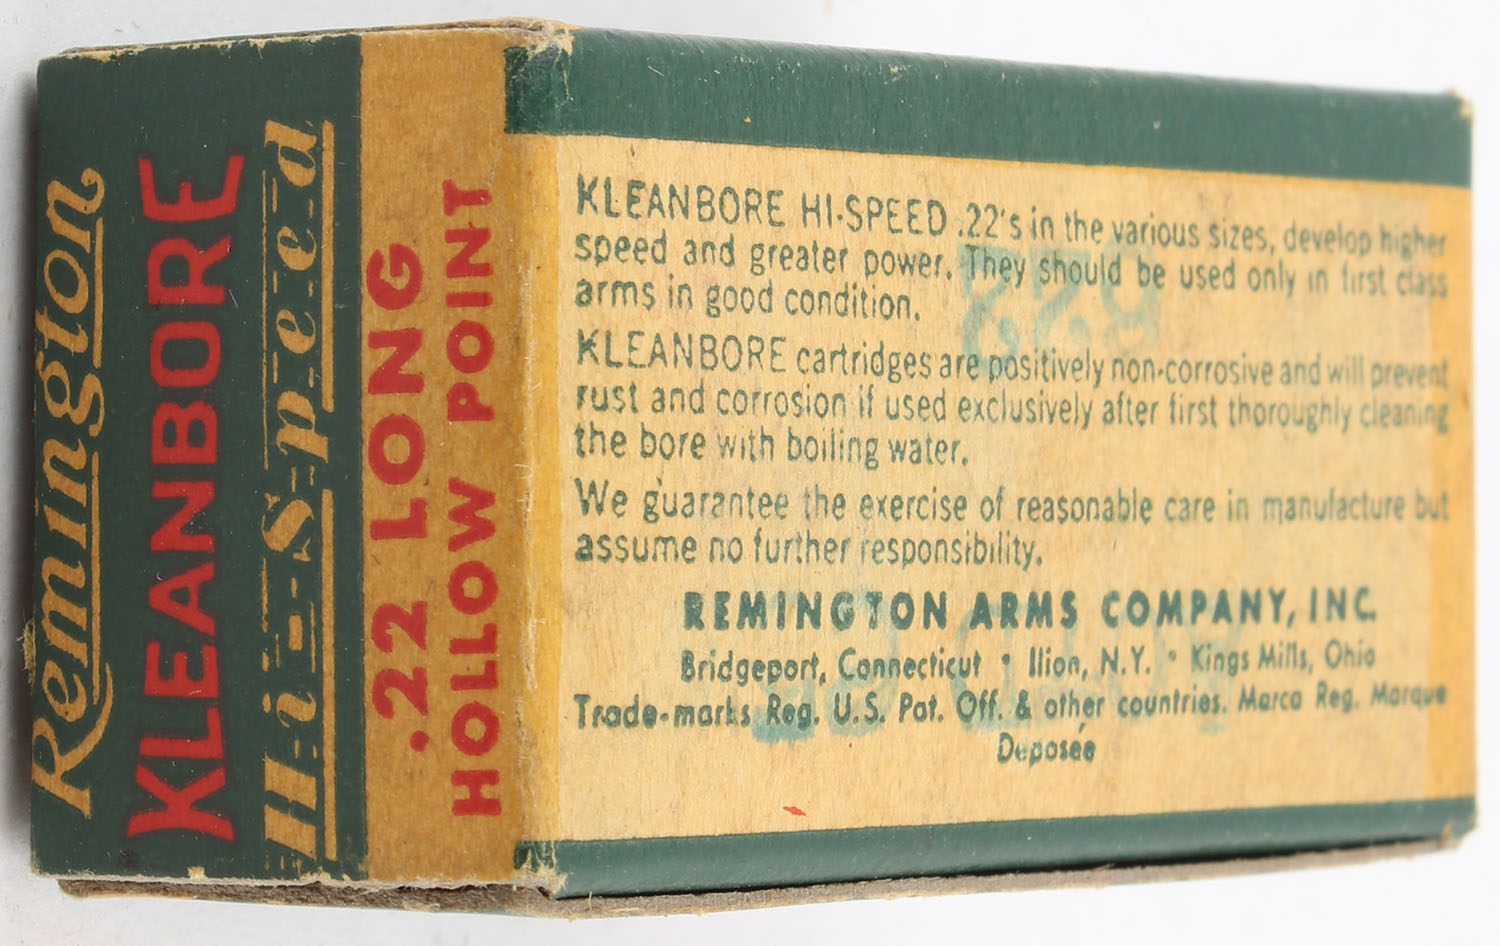 Remington
KLEANBORE
Hi-Speed
.22 LONG
HOLLOW POINT
KLEANBORE HI-SPEED .22's in the various sizes, develop higher
speed and greater power. They should be used only in first class
arms in good condition.
KLEANBORE cartridges are positively non-corrosive and will prevent
rust and corrosion if used exclusively after first thoroughly cleaning
the bore with boiling water.
We guarantee the exercise of reasonable care in manufacture but
assume no further responsibility.
REMINGTON ARMS COMPANY, INC.
Bridgeport, Connecticut • Ilion, N.Y. • Kings Mills, Ohio
Trade-marks Reg. U.S. Pat. Off. & other countries. Marca Reg. Marque
Deposée